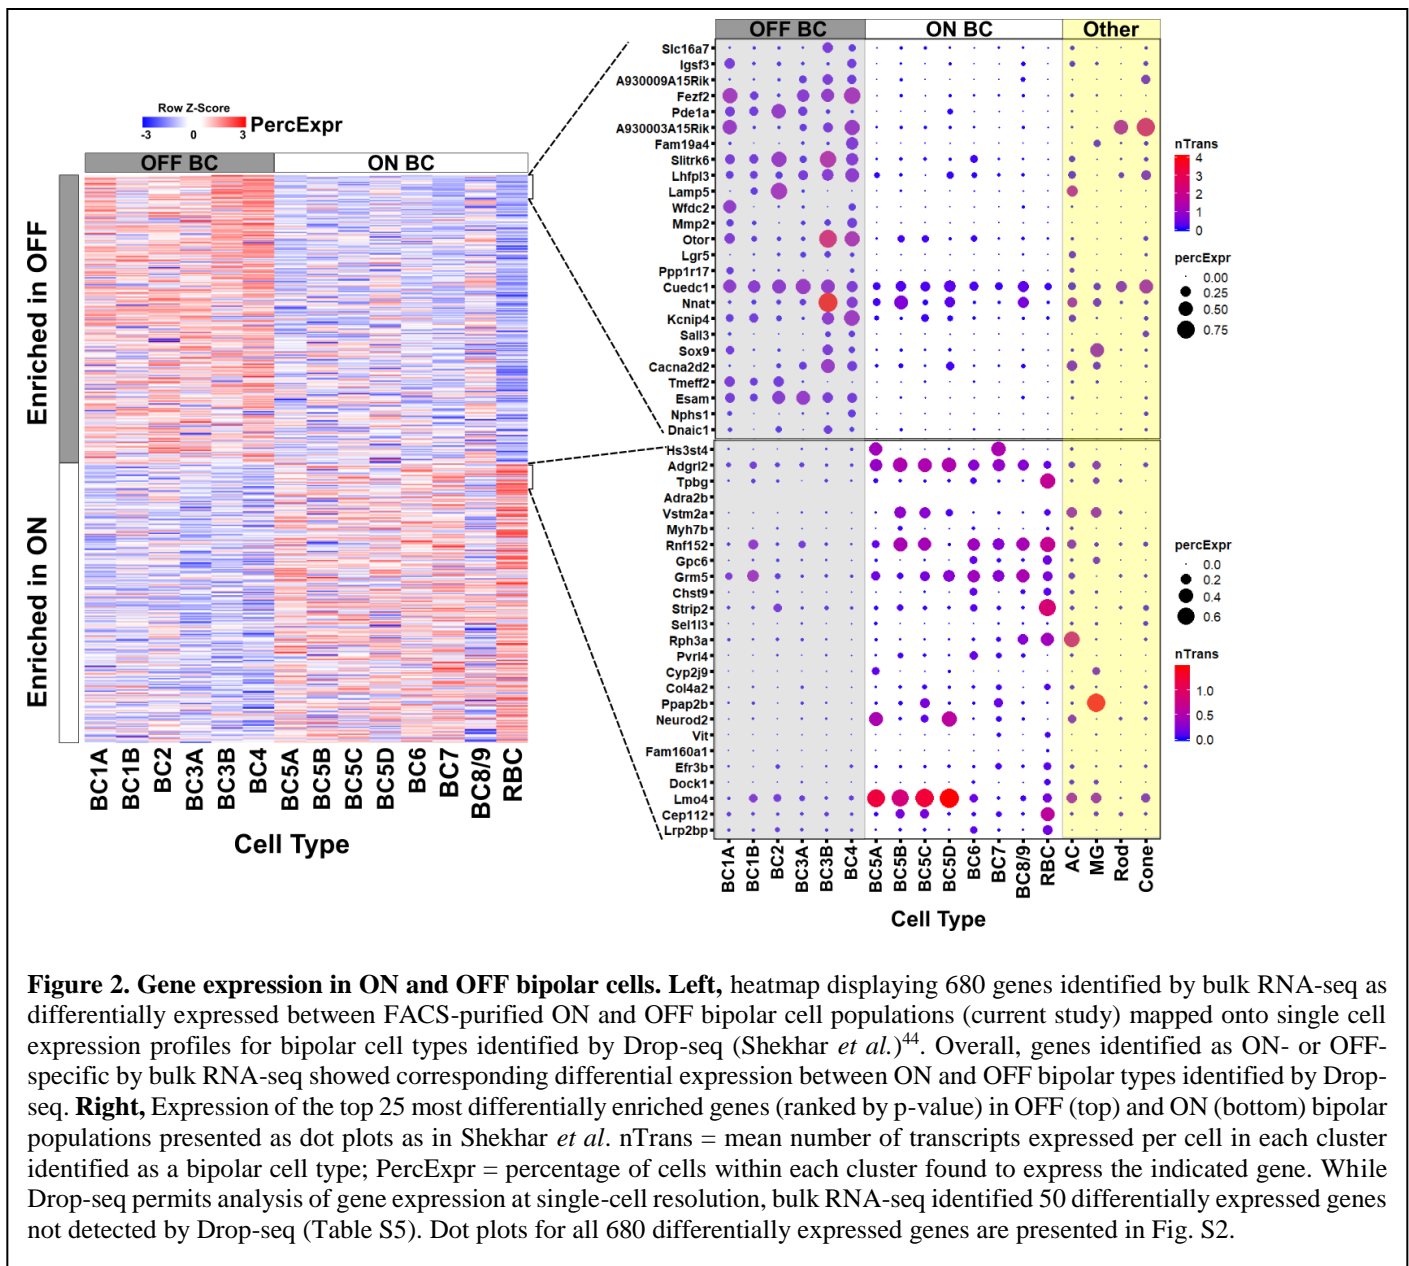 Row Z-Score
-3 0 3
PercExpr
OFF BC
ON BC
Enriched in OFF
Enriched in ON
BC1A
BC1B
BC2
BC3A
BC3B
BC4
BC5A
BC5B
BC5C
BC5D
BC6
BC7
BC8/9
RBC
Cell Type
OFF BC
ON BC
Other
Slc16a7
Igsf3
A930009A15Rik
Fezf2
Pde1a
A930003A15Rik
Fam19a4
Slitrk6
Lhfpl3
Lamp5
Wfdc2
Mmp2
Otor
Lgr5
Ppp1r17
Cuedc1
Nnat
Kcnip4
Sall3
Sox9
Cacna2d2
Tmeff2
Esam
Nphs1
Dnaic1
Hs3st4
Adgrl2
Tpbg
Adra2b
Vstm2a
Myh7b
Rnf152
Gpc6
Grm5
Chst9
Strip2
Sel1l3
Rph3a
Pvrl4
Cyp2j9
Col4a2
Ppap2b
Neurod2
Vit
Fam160a1
Efr3b
Dock1
Lmo4
Cep112
Lrp2bp
BC1A
BC1B
BC2
BC3A
BC3B
BC4
BC5A
BC5B
BC5C
BC5D
BC6
BC7
BC8/9
RBC
AC
MG
Rod
Cone
Cell Type
nTrans
4
3
2
1
0
percExpr
0.00
0.25
0.50
0.75
percExpr
0.0
0.2
0.4
0.6
nTrans
1.0
0.5
0.0
Figure 2. Gene expression in ON and OFF bipolar cells. Left, heatmap displaying 680 genes identified by bulk RNA-seq as
differentially expressed between FACS-purified ON and OFF bipolar cell populations (current study) mapped onto single cell
expression profiles for bipolar cell types identified by Drop-seq (Shekhar et al.)44. Overall, genes identified as ON- or OFF-
specific by bulk RNA-seq showed corresponding differential expression between ON and OFF bipolar types identified by Drop-
seq. Right, Expression of the top 25 most differentially enriched genes (ranked by p-value) in OFF (top) and ON (bottom) bipolar
populations presented as dot plots as in Shekhar et al. nTrans = mean number of transcripts expressed per cell in each cluster
identified as a bipolar cell type; PercExpr = percentage of cells within each cluster found to express the indicated gene. While
Drop-seq permits analysis of gene expression at single-cell resolution, bulk RNA-seq identified 50 differentially expressed genes
not detected by Drop-seq (Table S5). Dot plots for all 680 differentially expressed genes are presented in Fig. S2.